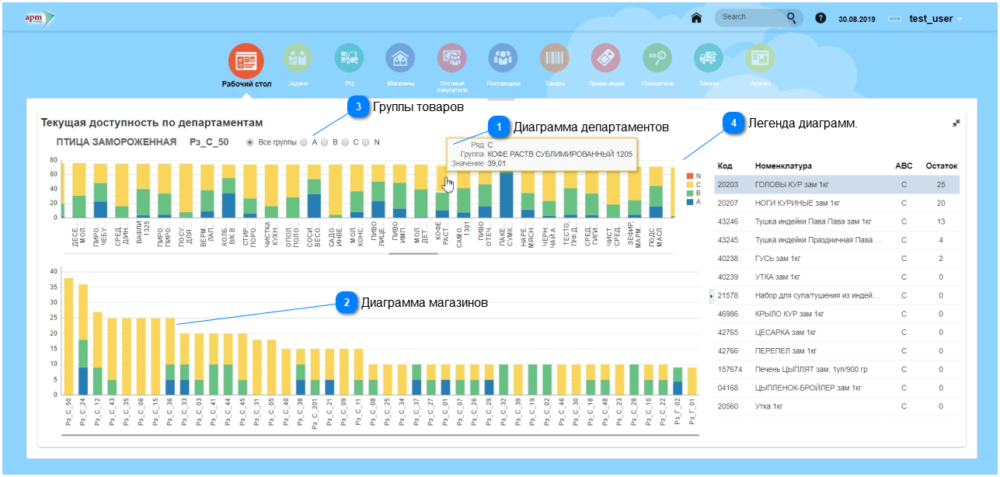 арт
Search
?
30.08.2019
test_user
Рабочий стол
Задачи
РЦ
Магазины
Оптовые
покупатели
Поставщики
Товары
Промо-акции
Показатели
Заказы
Анализ
3 Группы товаров
1 Диаграмма департаментов
4 Легенда диаграмм.
Текущая доступность по департаментам
ПТИЦА ЗАМОРОЖЕННАЯ Рз_С_50
Все группы A B C N
Ряд C
Группа КОФЕ РАСТВ СУБЛИМИРОВАННЫЙ 1205
Значение 39,01
80
60
40
20
0
N
C
B
A
ДЕССЕ...
МОЛ...
ПИРО...
ЧЕБУ...
СРЕД...
ДИН...
ВАФЛИ
1325
ПИРО...
ПИРО...
ПОСУ...
ДЛЯ ...
ВЕРМ...
ЛАП...
КОЛБ...
ВК В...
СТИР...
ПОРО...
ЧИСТКА
КУХН...
ОПОЛ...
ПОЛО...
СОСИ...
ВЕСО...
САДО...
ИНВЕ...
МОЛ...
КОНС...
ПИВО
ЛИЦЕ...
ПИВО
ИМП...
МОЛ...
ДЕТ...
КОФЕ
РАСТ...
САМО...
1301
ПИВО
ОТЕЧ...
ПАКЕ...
СУМК...
НАРЕ...
МЯСН...
ЧЕРН...
ЧАЙ А...
ТЕСТО,
П/Ф Д...
СРЕД...
ГИГИ...
ЧИСТ...
СРЕД...
ЗЕФИР,
МАРМ...
ПОДС...
МАСЛ...
2 Диаграмма магазинов
40
35
30
25
20
15
10
5
0
Рз_С_50
Рз_С_24
Рз_С_12
Рз_С_43
Рз_С_35
Рз_С_06
Рз_С_15
Рз_С_36
Рз_С_33
Рз_С_03
Рз_С_41
Рз_С_44
Рз_С_45
Рз_С_31
Рз_С_05
Рз_С_40
Рз_С_38
Рз_С_201
Рз_С_21
Рз_С_09
Рз_С_11
Рз_С_08
Рз_С_25
Рз_С_34
Рз_С_37
Рз_С_27
Рз_С_01
Рз_С_07
Рз_С_26
Рз_С_29
Рз_С_32
Рз_С_39
Рз_С_19
Рз_С_02
Рз_С_46
Рз_С_30
Рз_С_18
Рз_С_48
Рз_С_23
Рз_С_28
Рз_С_10
Рз_С_22
Рз_Г_02
Рз_Г_01
Код Номенклатура ABC Остаток
20203 ГОЛОВЫ КУР зам 1кг C 25
20207 НОГИ КУРИНЫЕ зам 1кг C 20
43246 Тушка индейки Пава Пава зам 1кг C 13
43245 Тушка индейки Праздничная Пава ... C 4
40238 ГУСЬ зам 1кг C 2
40239 УТКА зам 1кг C 0
21578 Набор для супа/тушения из индей... C 0
46986 КРЫЛО КУР зам 1кг C 0
42765 ЦЕСАРКА зам 1кг C 0
42766 ПЕРЕПЕЛ зам 1кг C 0
157674 Печень ЦЫПЛЯТ зам. 1уп/900 гр C 0
04168 ЦЫПЛЕНОК-БРОЙЛЕР зам 1кг C 0
20560 Утка 1кг C 0